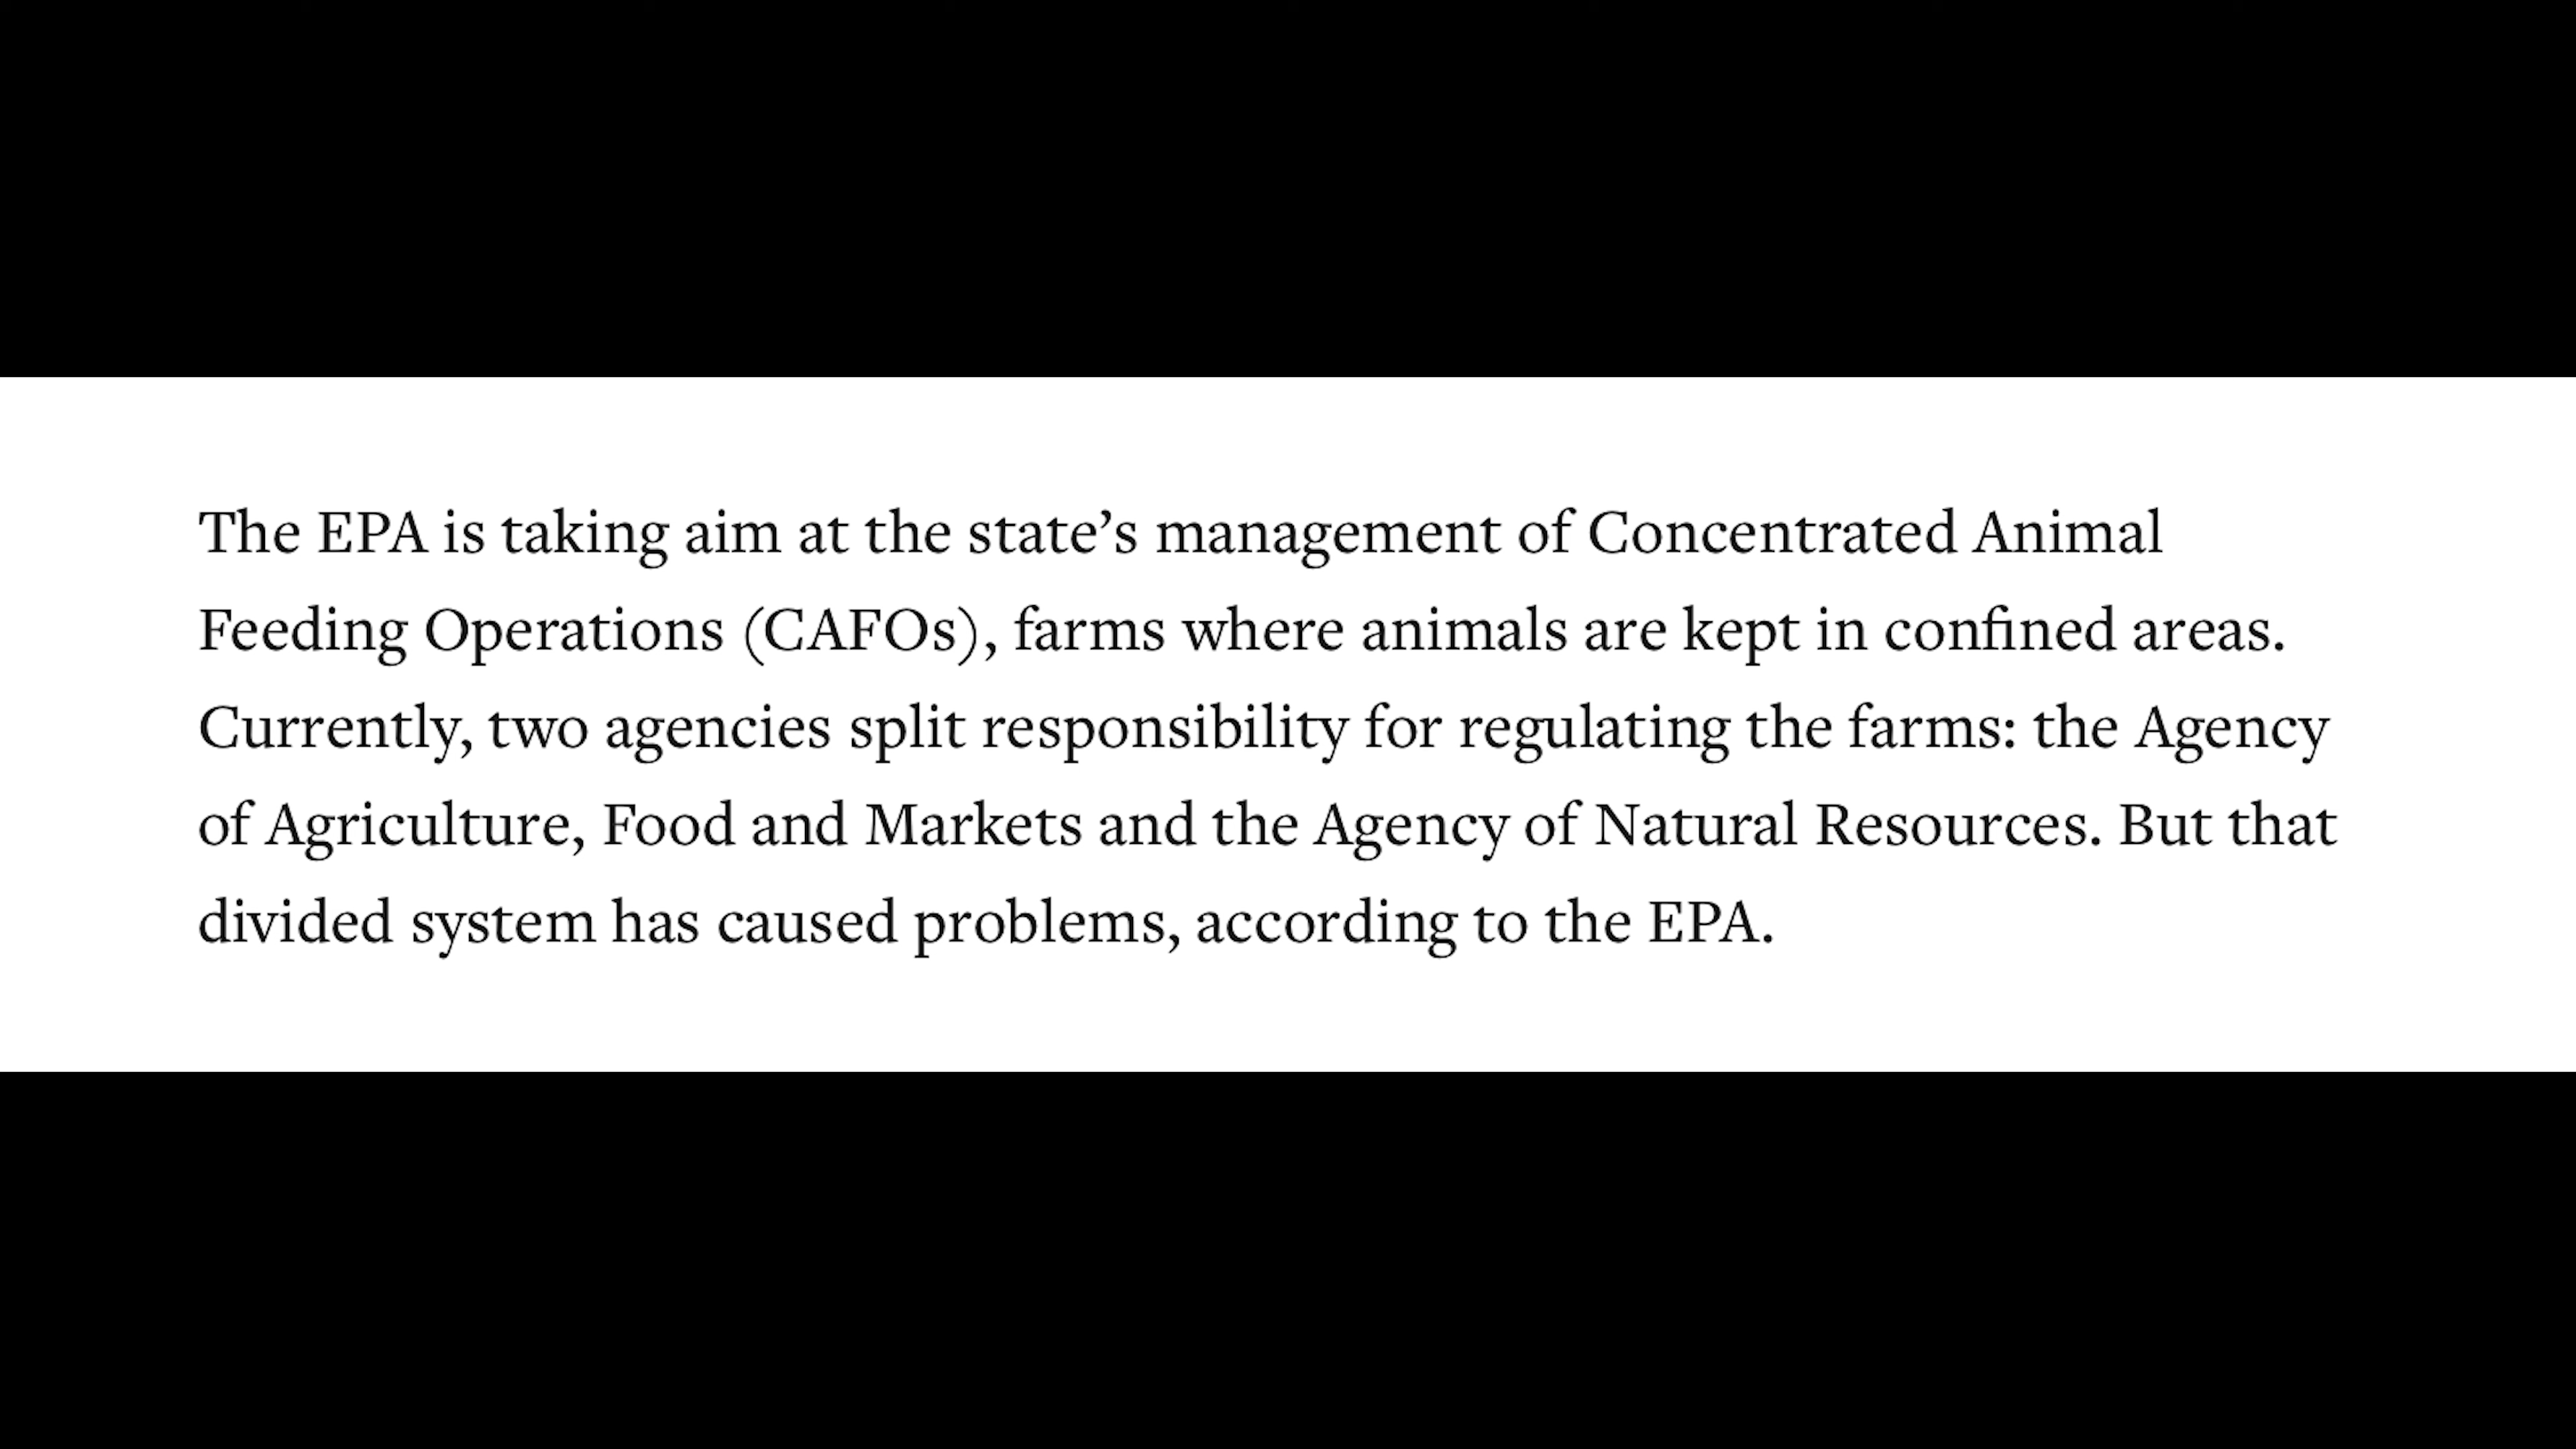 The EPA is taking aim at the state’s management of Concentrated Animal
Feeding Operations (CAFOs), farms where animals are kept in confined areas.
Currently, two agencies split responsibility for regulating the farms: the Agency
of Agriculture, Food and Markets and the Agency of Natural Resources. But that
divided system has caused problems, according to the EPA.